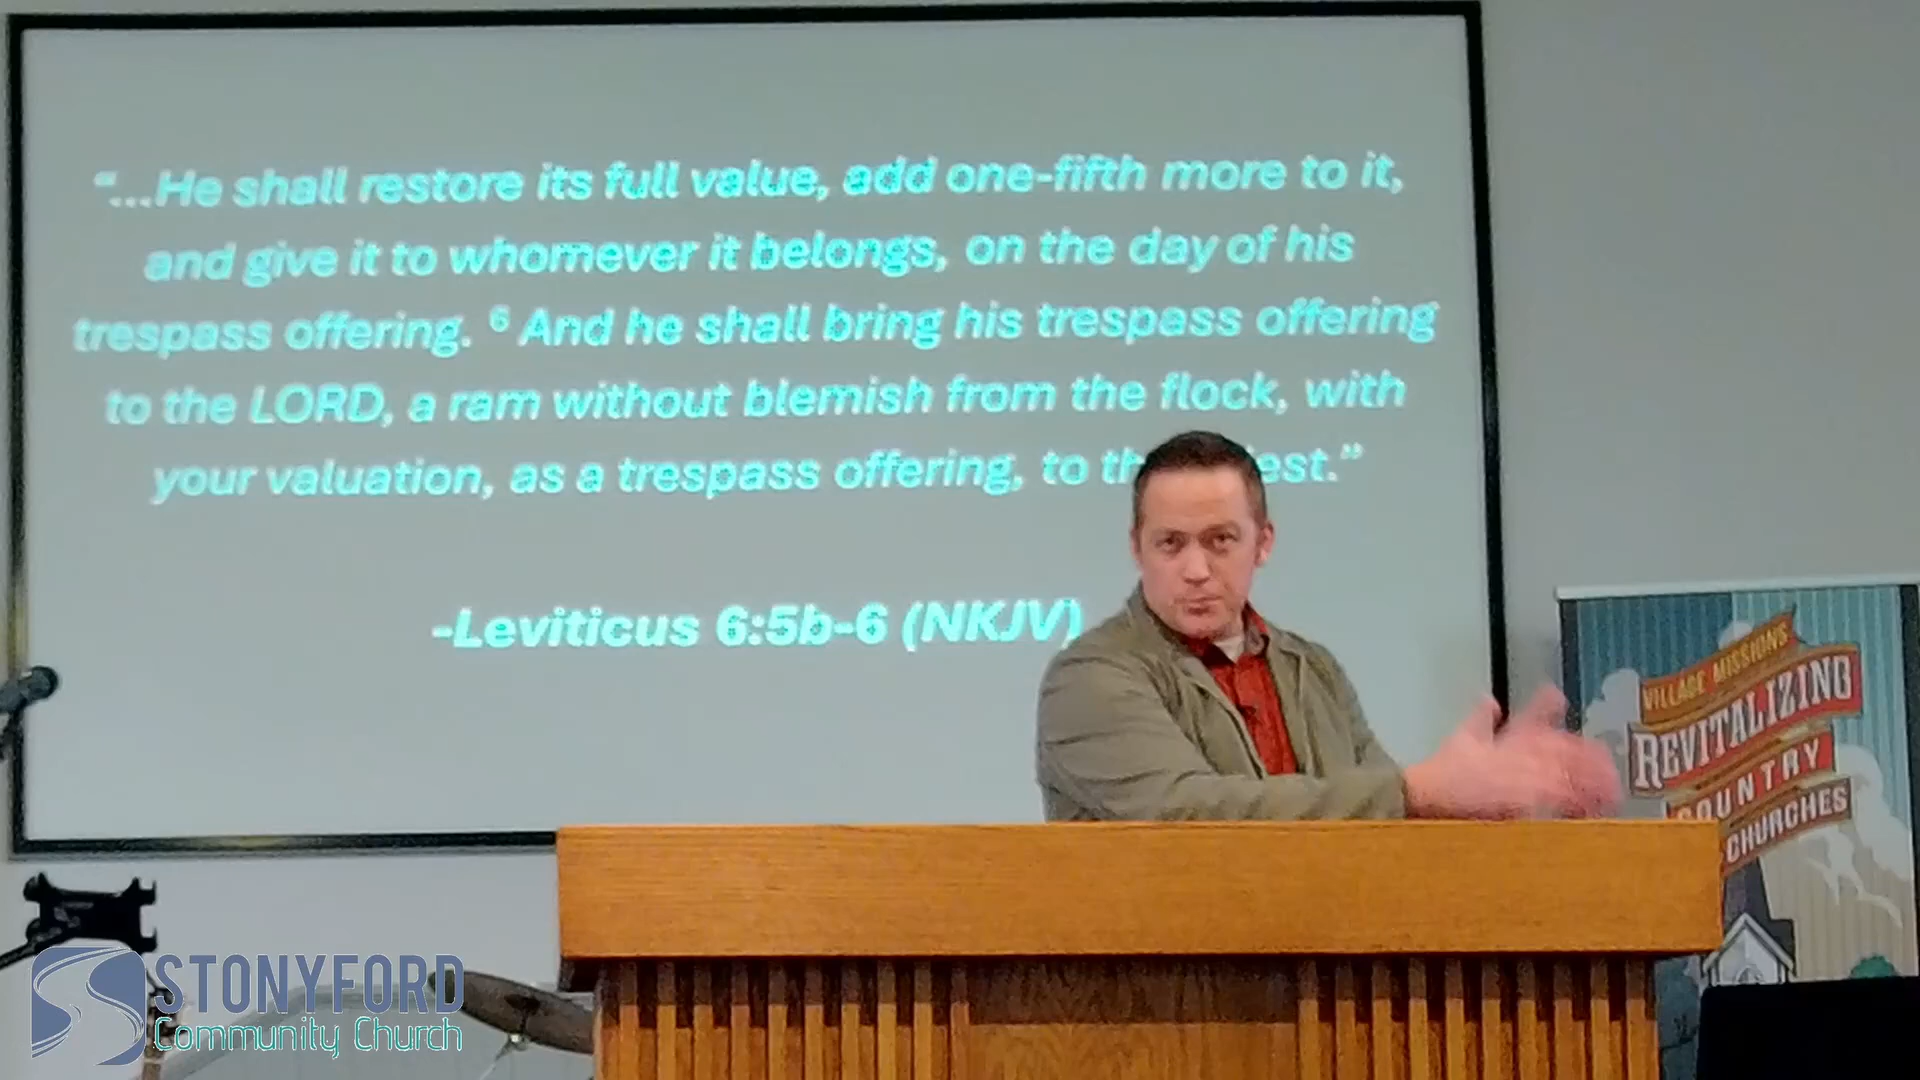 “...He shall restore its full value, add one-fifth more to it,
and give it to whomever it belongs, on the day of his
trespass offering. ⁶ And he shall bring his trespass offering
to the LORD, a ram without blemish from the flock, with
your valuation, as a trespass offering, to
-Leviticus 6:5b-6 (NKJV)
VILLAGE MISSIONS
REVITALIZING
COUNTRY
CHURCHES
STONYFORD
Community Church